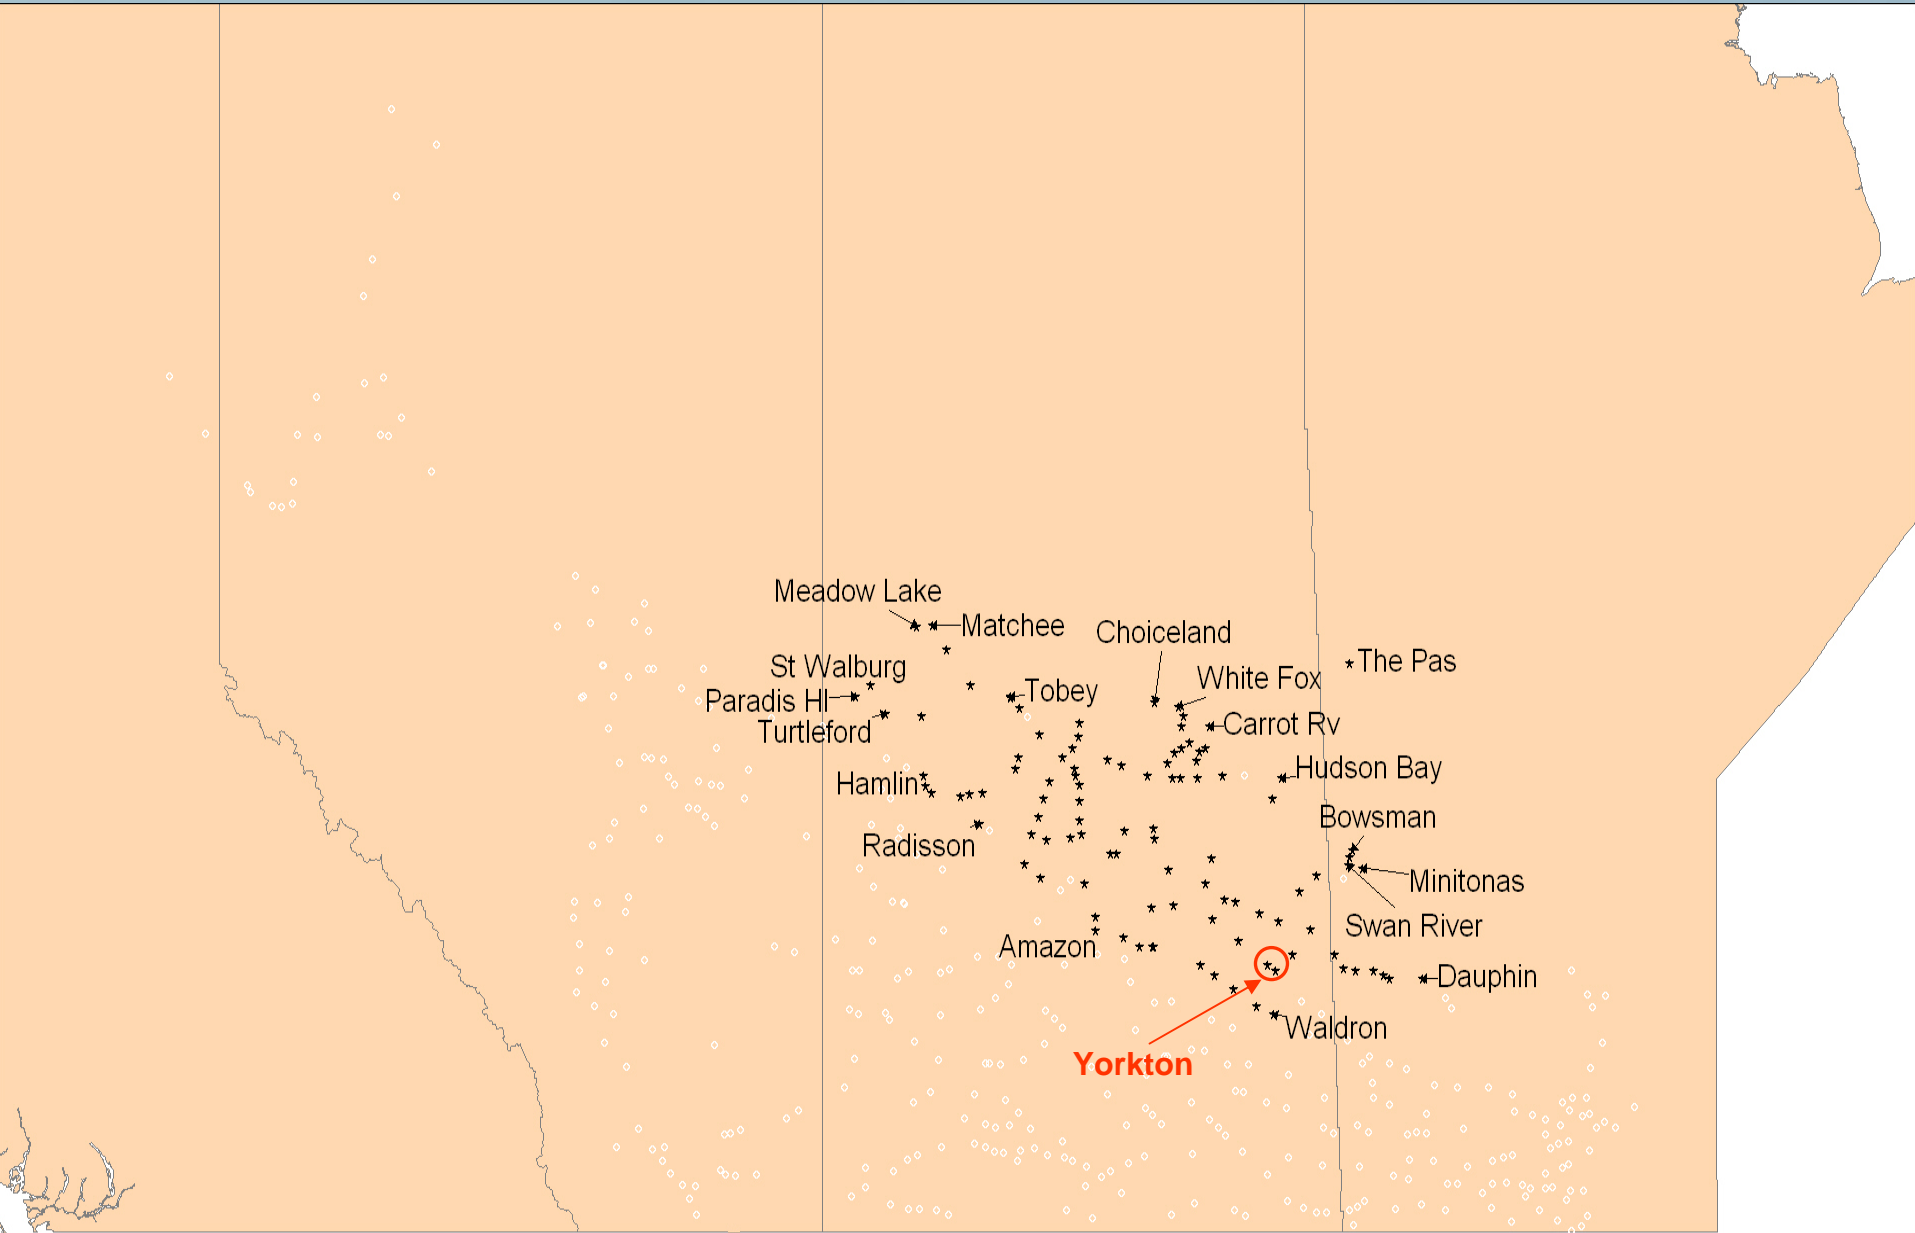 Meadow Lake
Matchee
Choiceland
St Walburg
The Pas
Paradis Hl
Tobey
White Fox
Turtleford
Carrot Rv
Hamlin
Hudson Bay
Bowsman
Radisson
Minitonas
Swan River
Amazon
Dauphin
Waldron
Yorkton